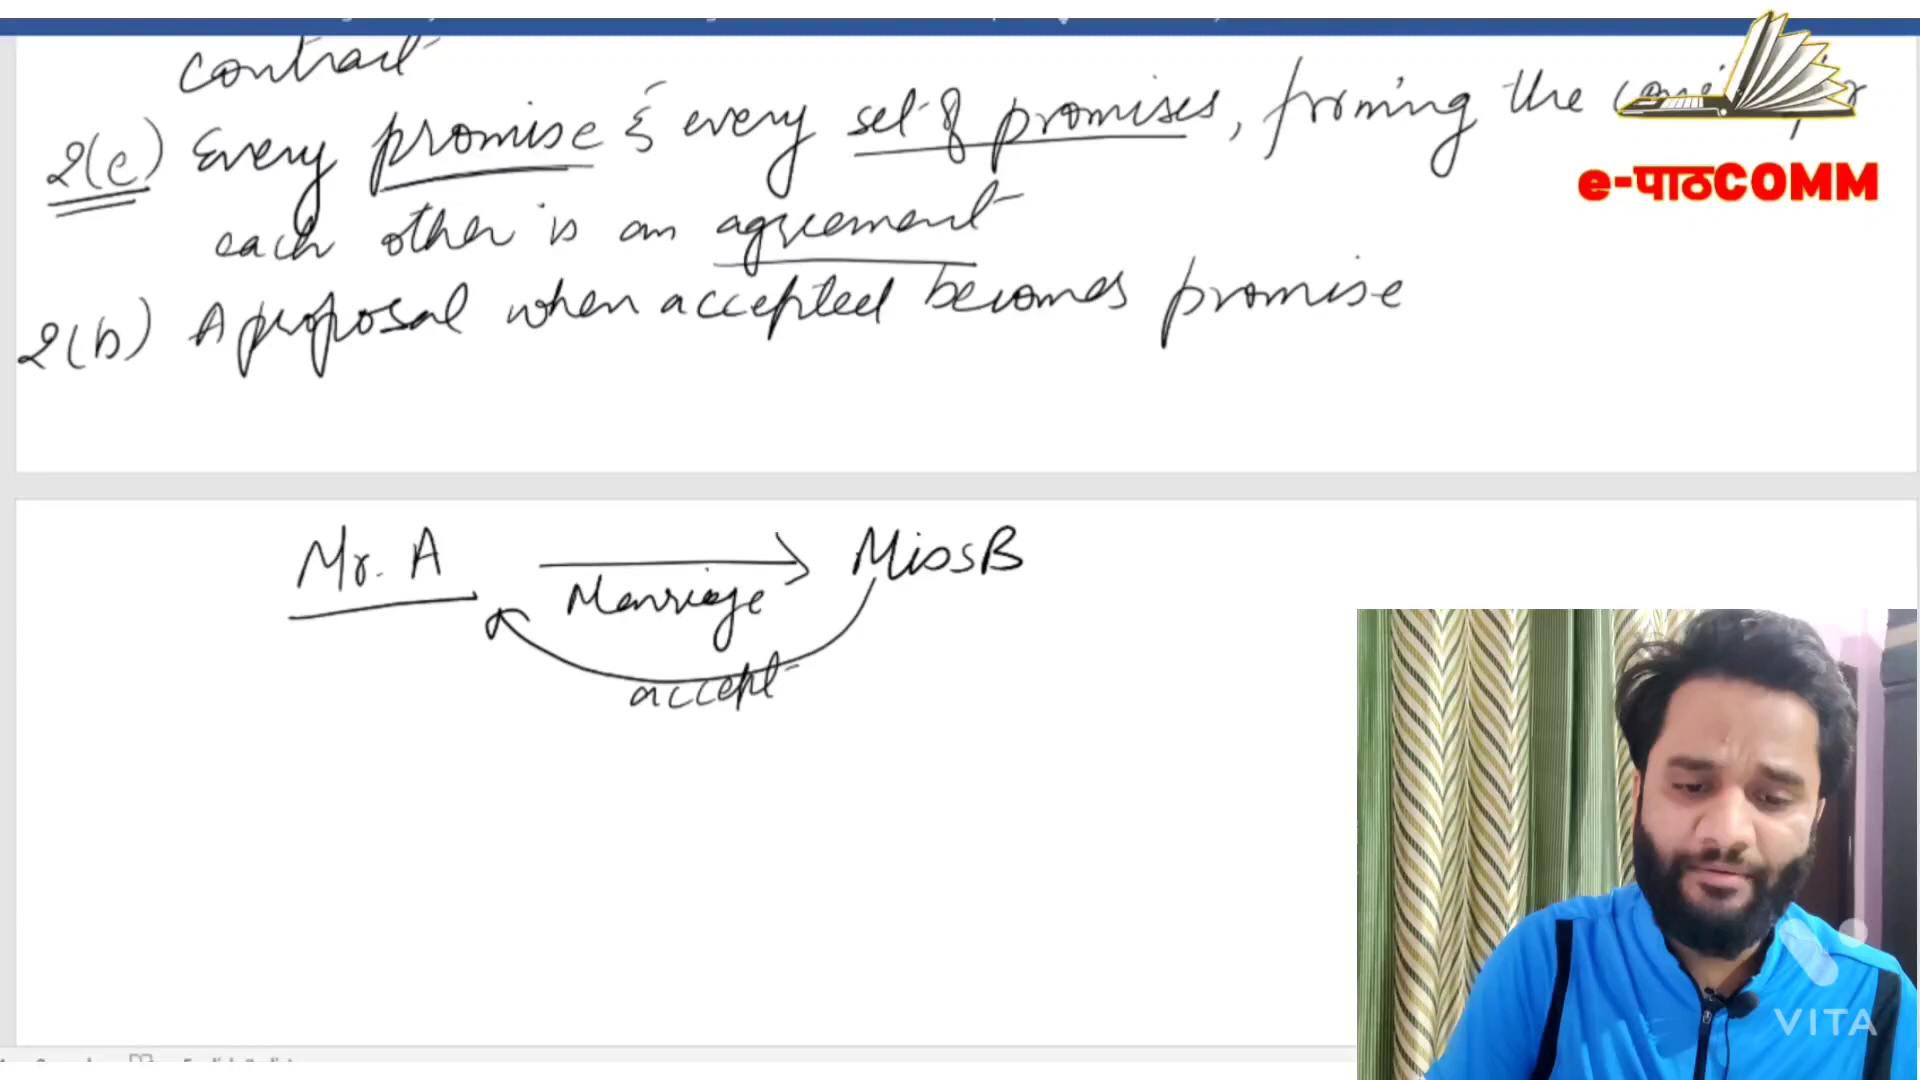 contract
2(e) Every promise & every set of promises, froming the
each other is an agreement
2(b) A proposal when accepted becomes promise
e-पाठCOMM
Mr. A Miss B
Marriage
accept
VITA